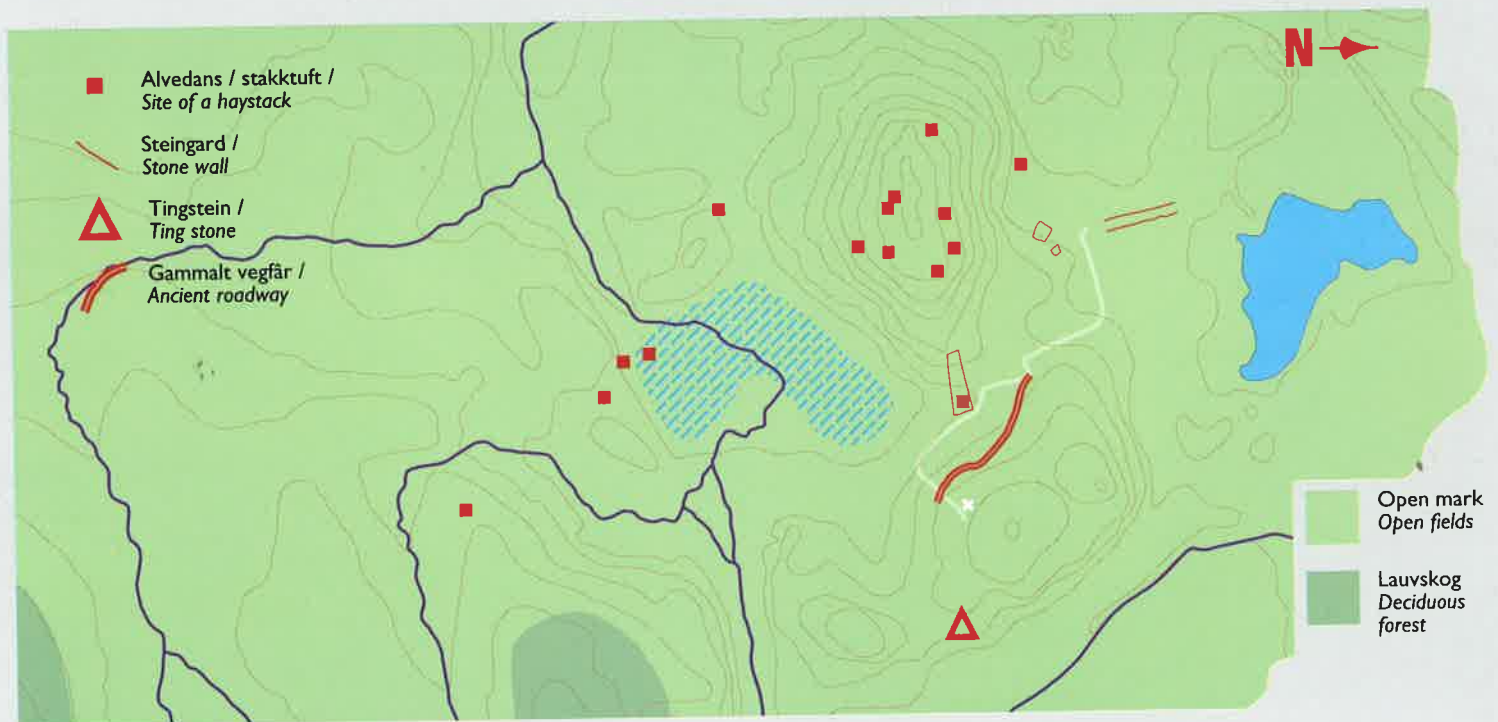 Alvedans / stakktuft /
Site of a haystack
Steingard /
Stone wall
Tingstein /
Ting stone
Gammalt vegfår /
Ancient roadway
N
Open mark
Open fields
Lauvskog
Deciduous
forest